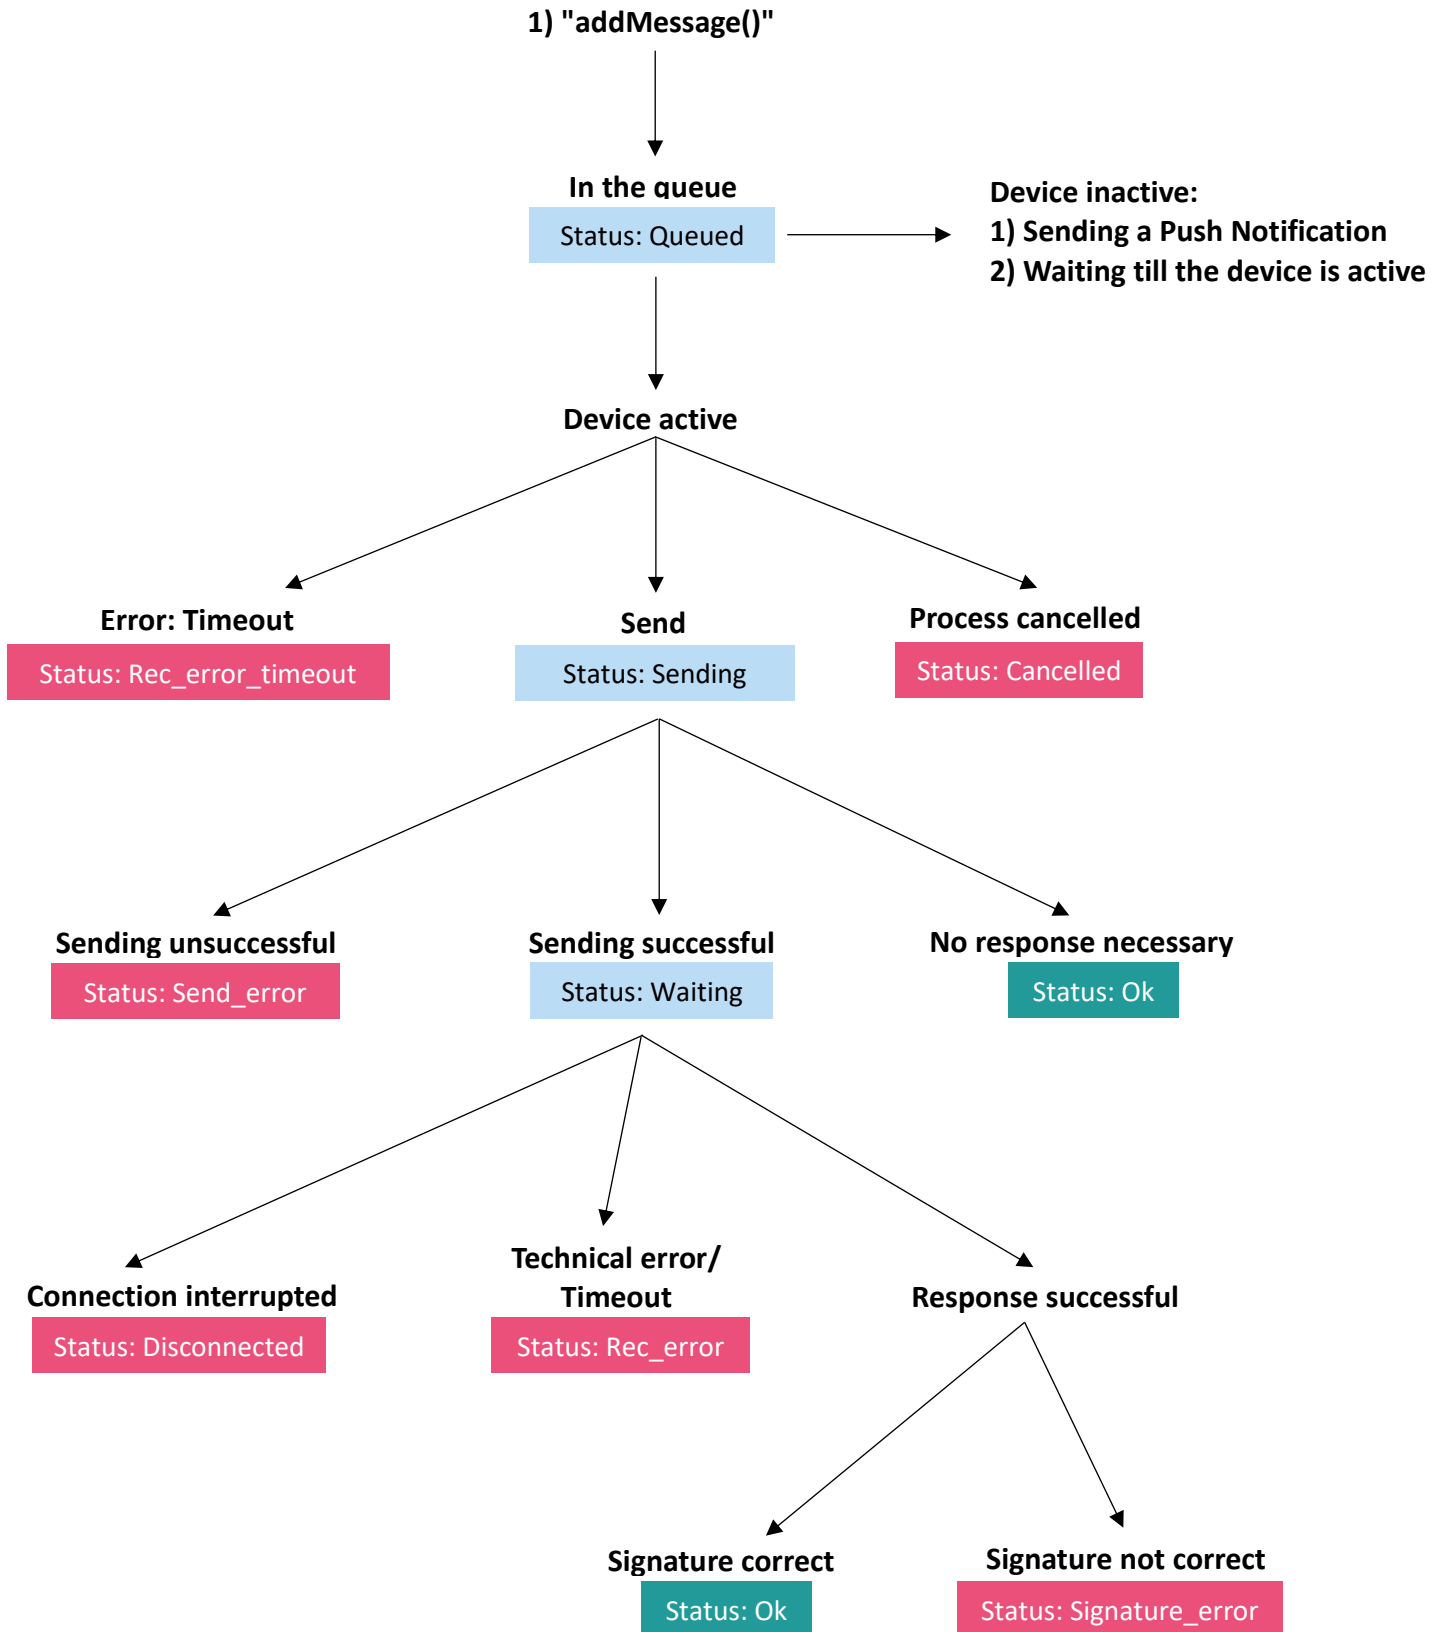 1) "addMessage()"
In the queue
Status: Queued
Device inactive:
1) Sending a Push Notification
2) Waiting till the device is active
Device active
Error: Timeout
Status: Rec_error_timeout
Send
Status: Sending
Process cancelled
Status: Cancelled
Sending unsuccessful
Status: Send_error
Sending successful
Status: Waiting
No response necessary
Status: Ok
Connection interrupted
Status: Disconnected
Technical error/
Timeout
Status: Rec_error
Response successful
Signature correct
Status: Ok
Signature not correct
Status: Signature_error